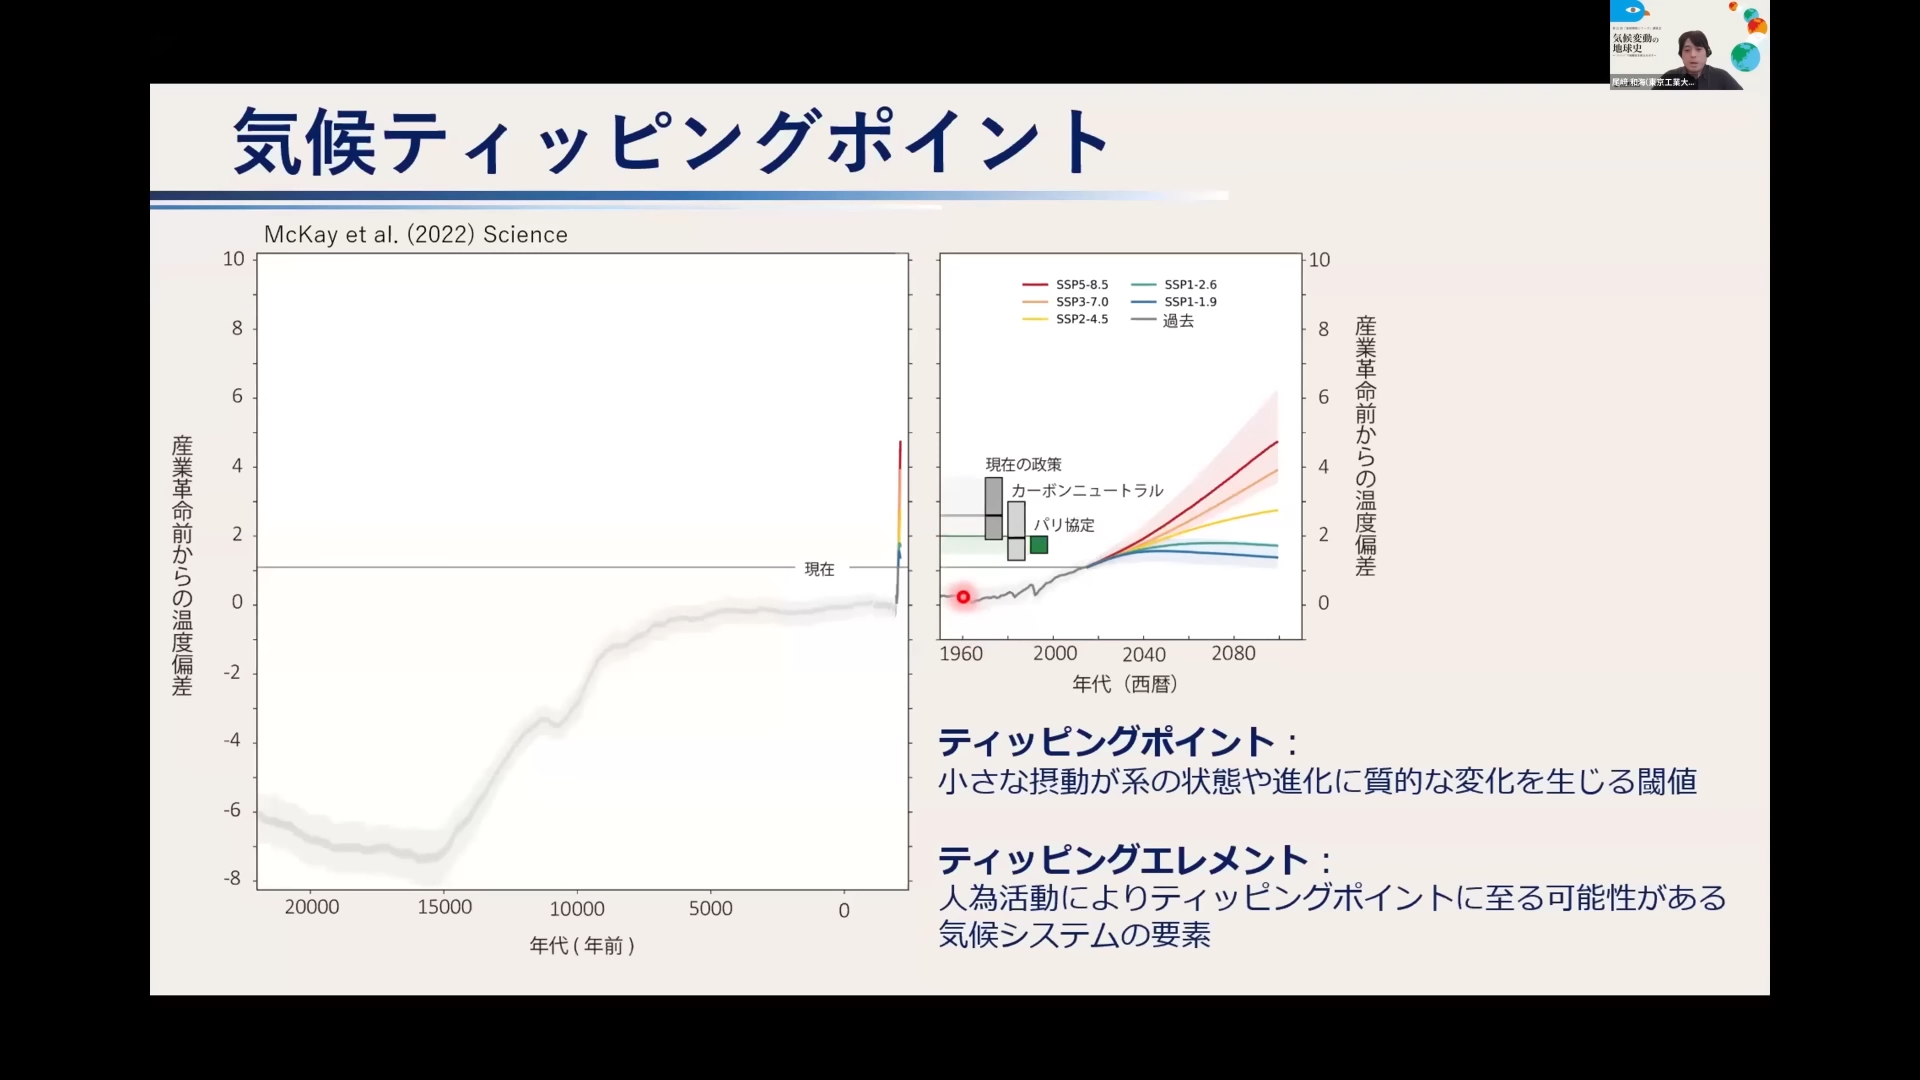 気候ティッピングポイント
McKay et al. (2022) Science
産業革命前からの温度偏差
10
8
6
4
2
0
-2
-4
-6
-8
現在
20000
15000
10000
5000
0
年代 ( 年前 )
SSP5-8.5
SSP3-7.0
SSP2-4.5
SSP1-2.6
SSP1-1.9
過去
現在の政策
カーボンニュートラル
パリ協定
10
8
6
4
2
0
産業革命前からの温度偏差
1960
2000
2040
2080
年代（西暦）
ティッピングポイント：
小さな摂動が系の状態や進化に質的な変化を生じる閾値
ティッピングエレメント：
人為活動によりティッピングポイントに至る可能性がある
気候システムの要素
気候変動の
地球史
尾﨑 和海(東京工業大...